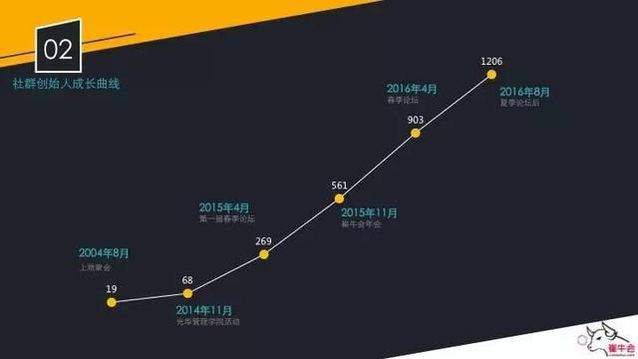 02
社群创始人成长曲线
1206
2016年4月
春季论坛
2016年8月
夏季论坛后
903
561
2015年4月
第一届春季论坛
2015年11月
崔牛会年会
269
2004年8月
上地聚会
68
19
2014年11月
光华管理学院活动
崔牛会